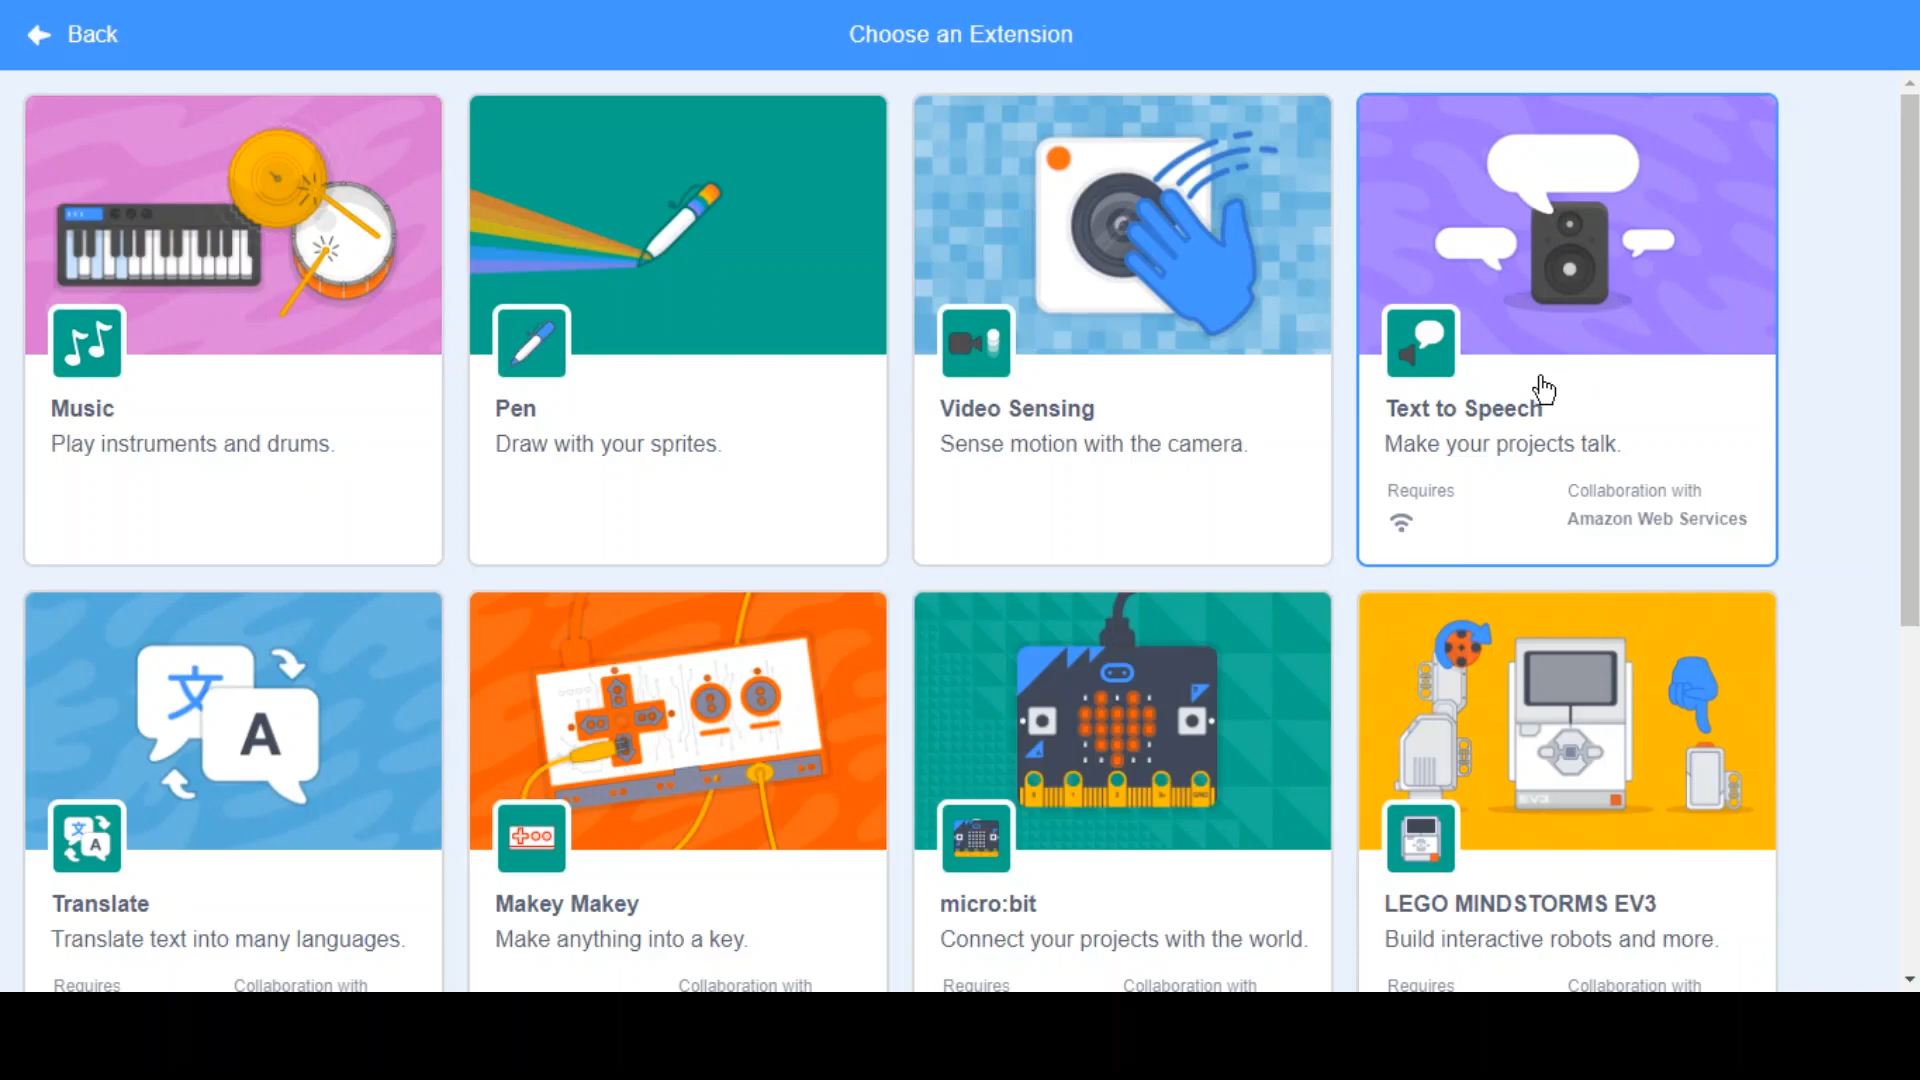 Back
Choose an Extension
Music
Play instruments and drums.
Pen
Draw with your sprites.
Video Sensing
Sense motion with the camera.
Text to Speech
Make your projects talk.
Requires
Collaboration with
Amazon Web Services
文
A
文
A
EV3
Translate
Translate text into many languages.
Requires
Collaboration with
Makey Makey
Make anything into a key.
Collaboration with
micro:bit
Connect your projects with the world.
Requires
Collaboration with
LEGO MINDSTORMS EV3
Build interactive robots and more.
Requires
Collaboration with